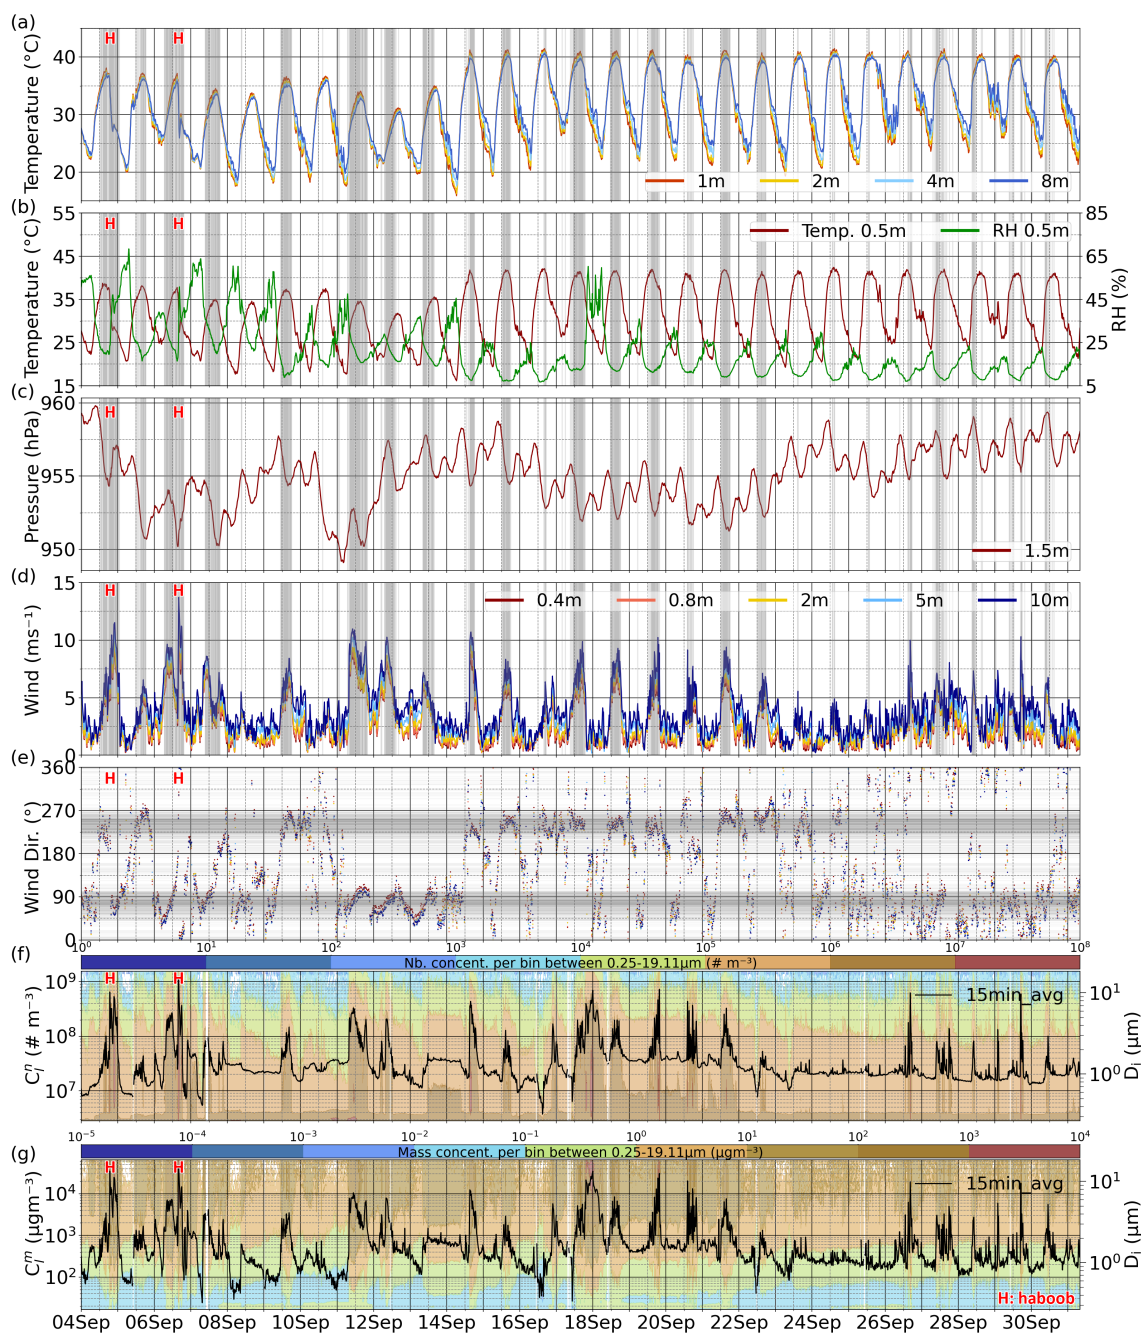 (a)
H H
Temperature (°C)
40
30
20
1m 2m 4m 8m
(b)
H H
Temperature (°C)
55
45
35
25
15
Temp. 0.5m RH 0.5m
85
65
45
25
5
RH (%)
(c)
H H
Pressure (hPa)
960
955
950
1.5m
(d)
H H
Wind (ms⁻¹)
15
10
5
0
0.4m 0.8m 2m 5m 10m
(e)
H H
Wind Dir. (°)
360
270
180
90
0
10⁰ 10¹ 10² 10³ 10⁴ 10⁵ 10⁶ 10⁷ 10⁸
(f)
Nb. concent. per bin between 0.25-19.11µm (# m⁻³)
H H
Cᵢⁿ (# m⁻³)
10⁹
10⁸
10⁷
15min_avg
10¹
10⁰
Dᵢ (µm)
10⁻⁵ 10⁻⁴ 10⁻³ 10⁻² 10⁻¹ 10⁰ 10¹ 10² 10³ 10⁴
(g)
Mass concent. per bin between 0.25-19.11µm (µgm⁻³)
H H
Cᵢᵐ (µgm⁻³)
10⁴
10³
10²
15min_avg
10¹
10⁰
Dᵢ (µm)
H: haboob
04Sep 06Sep 08Sep 10Sep 12Sep 14Sep 16Sep 18Sep 20Sep 22Sep 24Sep 26Sep 28Sep 30Sep